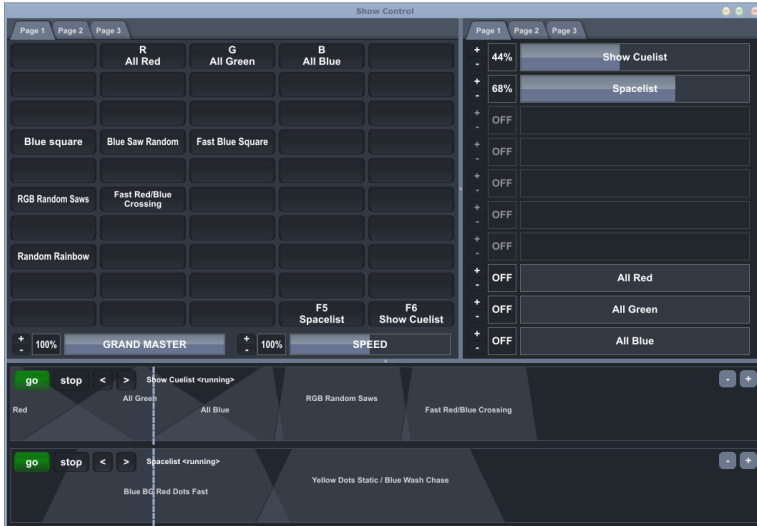 Show Control
Page 1 Page 2 Page 3
R G B
All Red All Green All Blue
Blue square Blue Saw Random Fast Blue Square
RGB Random Saws Fast Red/Blue
Crossing
Random Rainbow
F5 F6
Spacelist Show Cuelist
+ - 100% GRAND MASTER + - 100% SPEED
Page 1 Page 2 Page 3
+ - 44% Show Cuelist
+ - 68% Spacelist
+ - OFF
+ - OFF
+ - OFF
+ - OFF
+ - OFF
+ - OFF All Red
+ - OFF All Green
+ - OFF All Blue
go stop < > Show Cuelist <running> - +
All Green RGB Random Saws
Red All Blue Fast Red/Blue Crossing
go stop < > Spacelist <running> - +
Yellow Dots Static / Blue Wash Chase
Blue BG Red Dots Fast